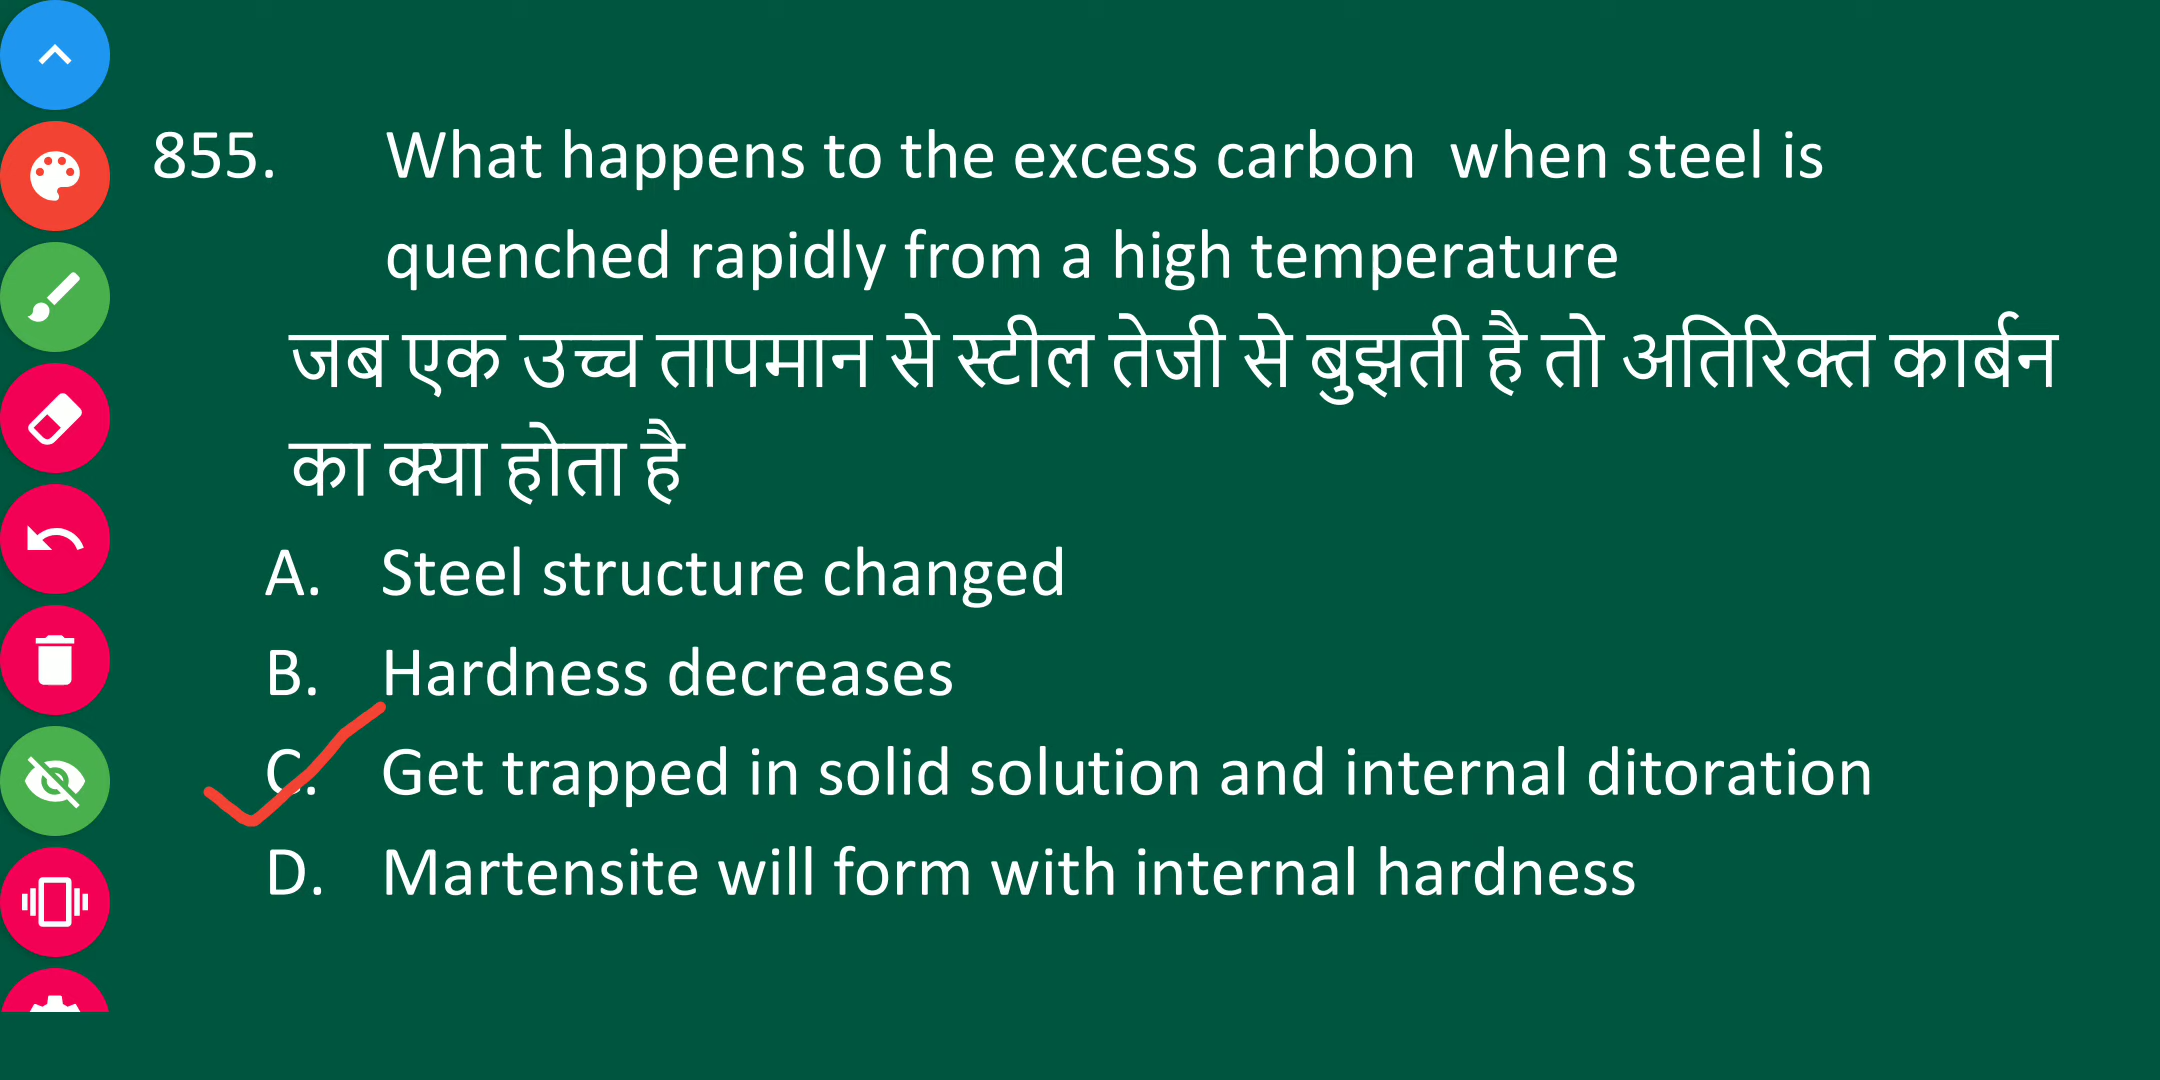 855. What happens to the excess carbon when steel is
quenched rapidly from a high temperature
जब एक उच्च तापमान से स्टील तेजी से बुझती है तो अतिरिक्त कार्बन
का क्या होता है
A. Steel structure changed
B. Hardness decreases
C. Get trapped in solid solution and internal ditoration
D. Martensite will form with internal hardness